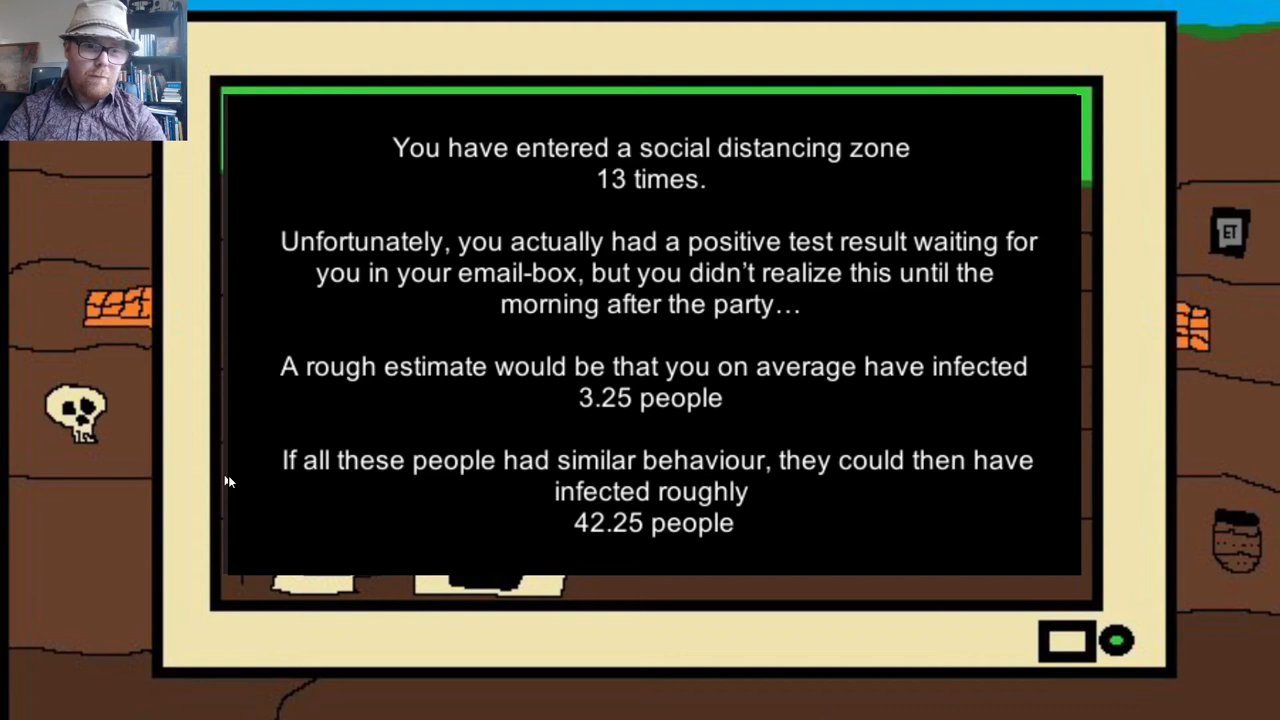 You have entered a social distancing zone
13 times.
Unfortunately, you actually had a positive test result waiting for
you in your email-box, but you didn't realize this until the
morning after the party…
A rough estimate would be that you on average have infected
3.25 people
If all these people had similar behaviour, they could then have
infected roughly
42.25 people
ET